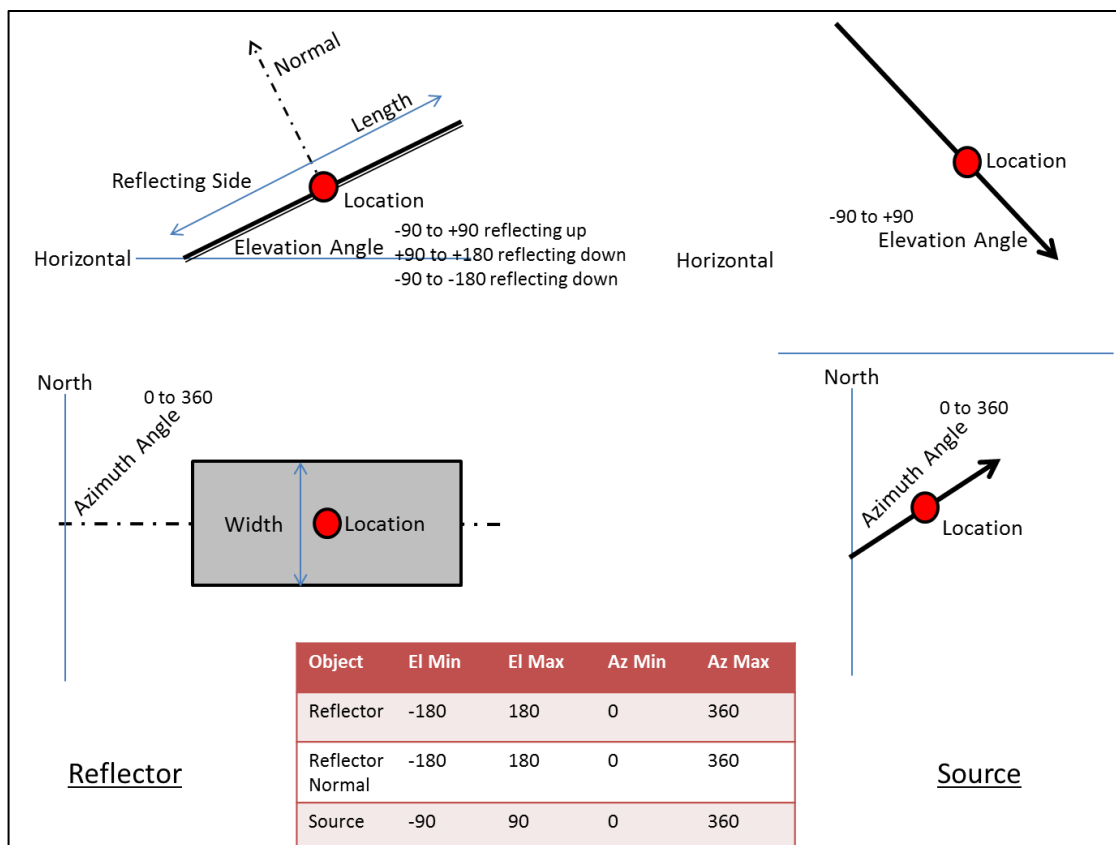 Normal
Length
Reflecting Side
Location
Elevation Angle
-90 to +90 reflecting up
+90 to +180 reflecting down
-90 to -180 reflecting down
Horizontal
Location
-90 to +90
Elevation Angle
Horizontal
North
0 to 360
Azimuth Angle
Width
Location
North
0 to 360
Azimuth Angle
Location
Object El Min El Max Az Min Az Max
Reflector -180 180 0 360
Reflector Normal -180 180 0 360
Source -90 90 0 360
Reflector
Source